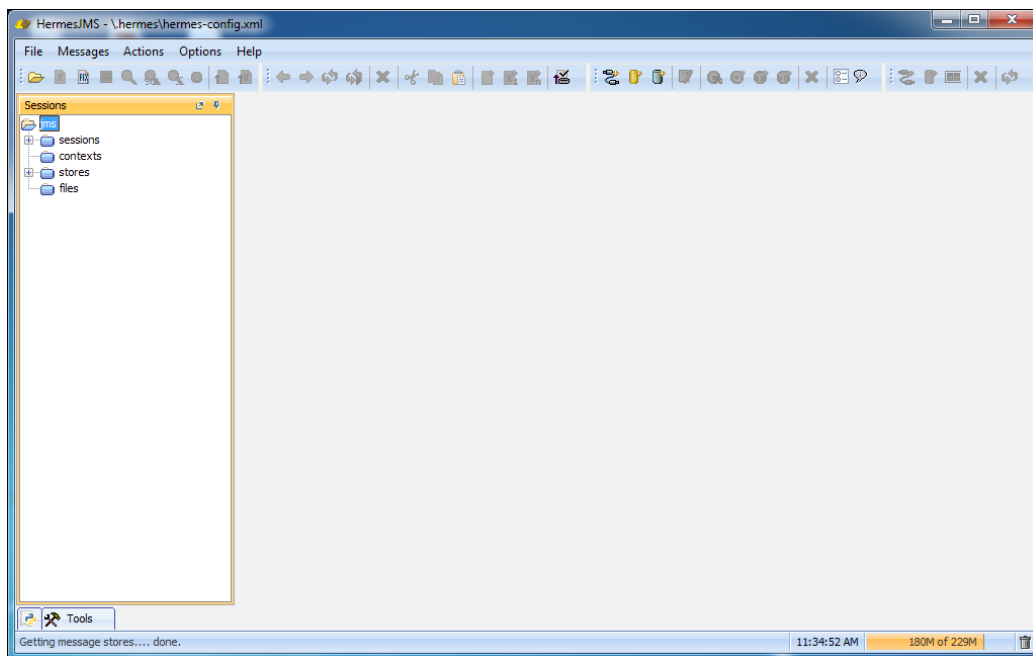 HermesJMS - \.hermes\hermes-config.xml
File Messages Actions Options Help
Sessions
jms
sessions
contexts
stores
files
Tools
Getting message stores.... done.
11:34:52 AM
180M of 229M